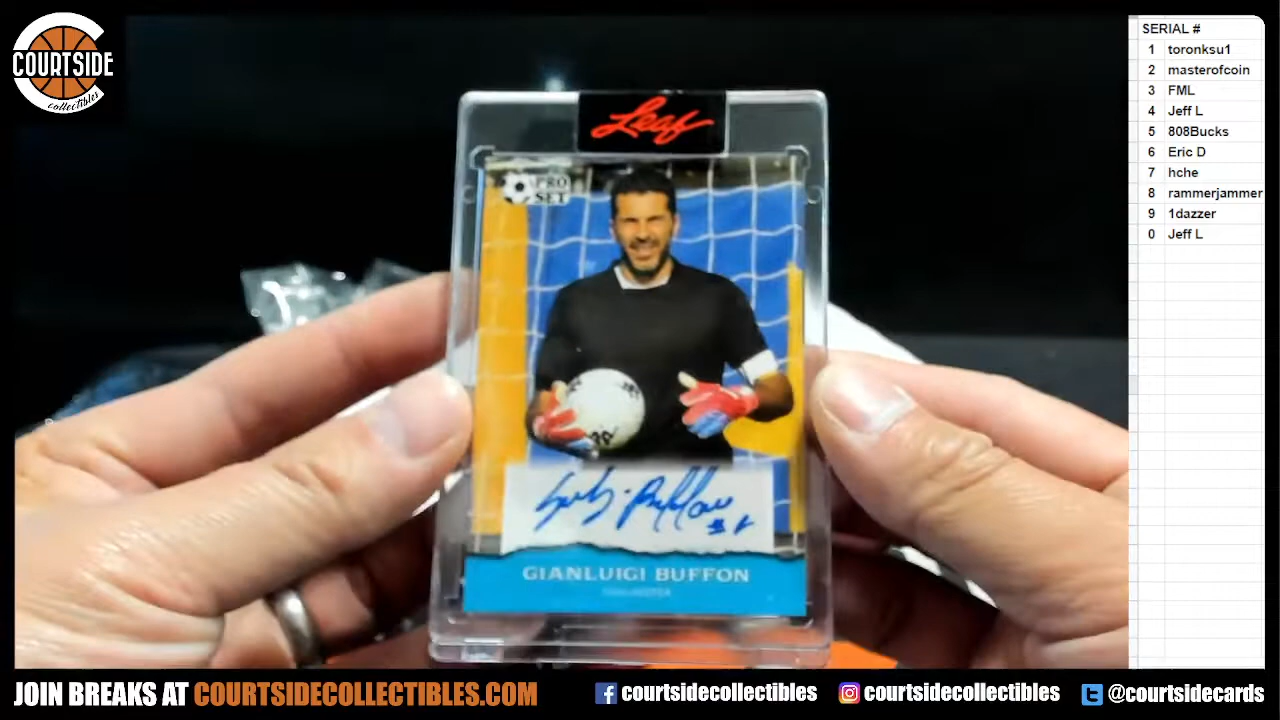 COURTSIDE
collectibles
Leaf
PRO
SET
GIANLUIGI BUFFON
SERIAL #
1 toronksu1
2 masterofcoin
3 FML
4 Jeff L
5 808Bucks
6 Eric D
7 hche
8 rammerjammer
9 1dazzer
0 Jeff L
JOIN BREAKS AT COURTSIDECOLLECTIBLES.COM
courtsidecollectibles
courtsidecollectibles
@courtsidecards